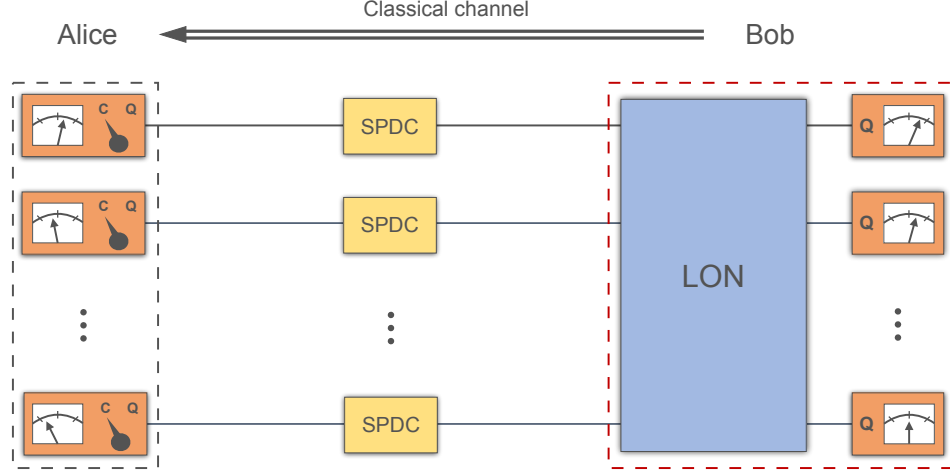 Classical channel
Alice
Bob
C Q
SPDC
Q
C Q
SPDC
Q
LON
C Q
SPDC
Q